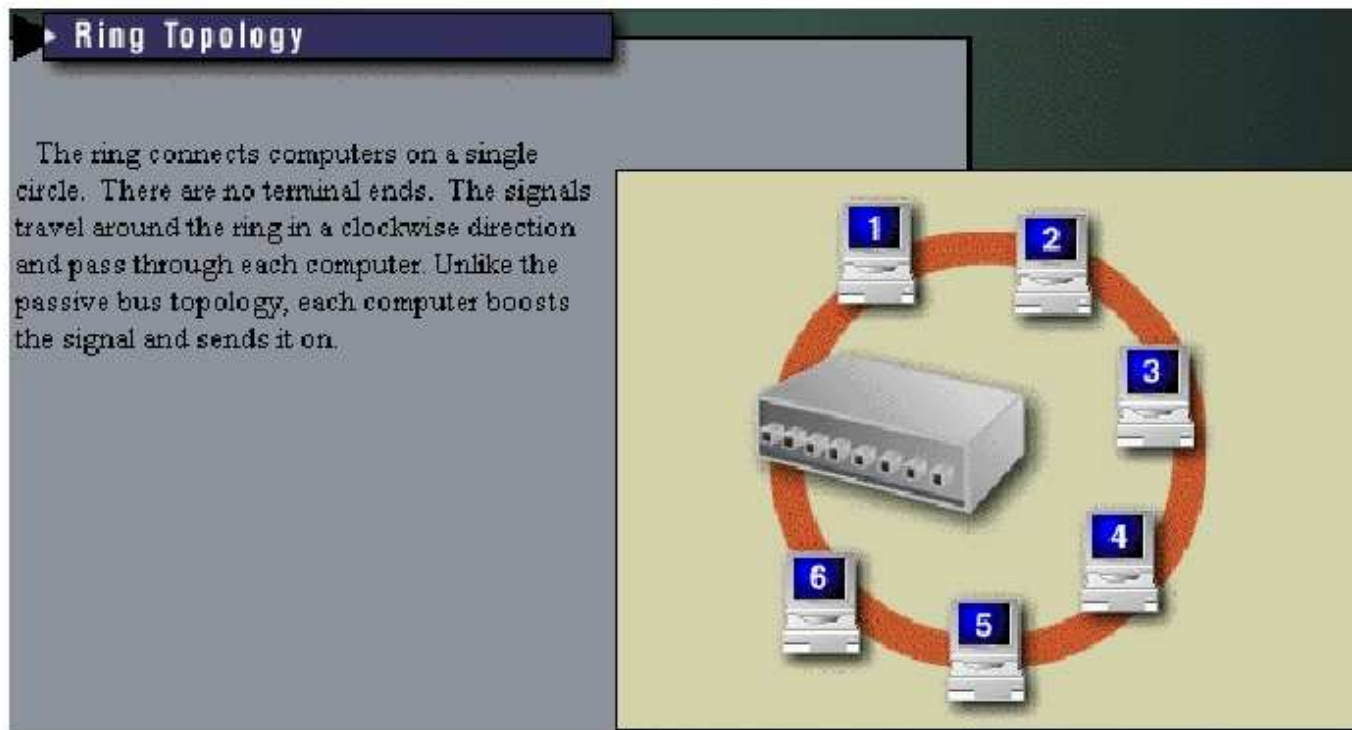 Ring Topology
The ring connects computers on a single
circle. There are no terminal ends. The signals
travel around the ring in a clockwise direction
and pass through each computer. Unlike the
passive bus topology, each computer boosts
the signal and sends it on.
1
2
3
4
5
6